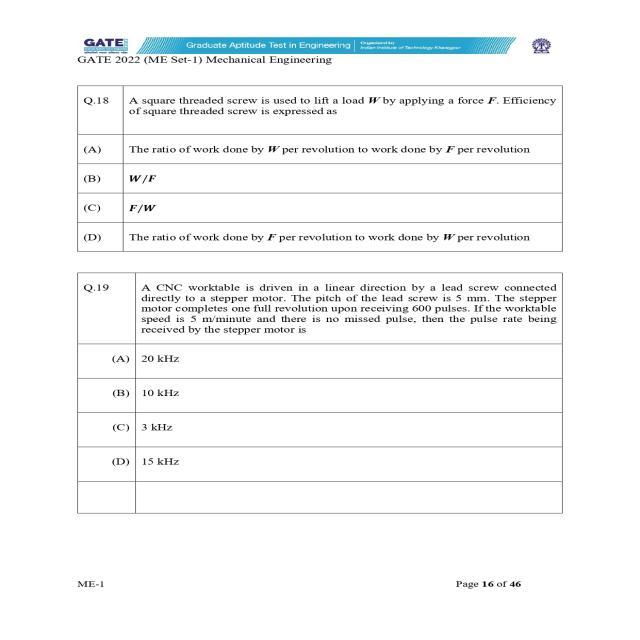 GATE
Graduate Aptitude Test in Engineering
Organised by
Indian Institute of Technology Kharagpur
GATE 2022 (ME Set-1) Mechanical Engineering
Q.18 A square threaded screw is used to lift a load W by applying a force F. Efficiency
of square threaded screw is expressed as
(A) The ratio of work done by W per revolution to work done by F per revolution
(B) W/F
(C) F/W
(D) The ratio of work done by F per revolution to work done by W per revolution
Q.19 A CNC worktable is driven in a linear direction by a lead screw connected
directly to a stepper motor. The pitch of the lead screw is 5 mm. The stepper
motor completes one full revolution upon receiving 600 pulses. If the worktable
speed is 5 m/minute and there is no missed pulse, then the pulse rate being
received by the stepper motor is
(A) 20 kHz
(B) 10 kHz
(C) 3 kHz
(D) 15 kHz
ME-1 Page 16 of 46